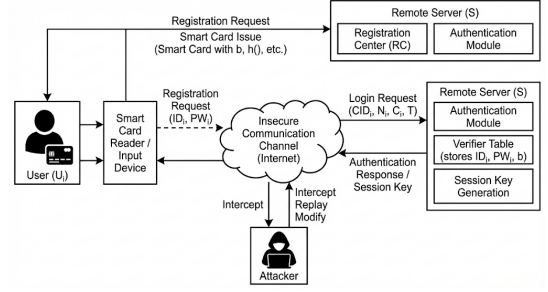 Registration Request
Smart Card Issue
(Smart Card with b, h(), etc.)
Remote Server (S)
Registration
Center (RC)
Authentication
Module
User (Uᵢ)
Smart
Card
Reader /
Input
Device
Registration
Request
(IDᵢ, PWᵢ)
Insecure
Communication
Channel
(Internet)
Login Request
(CIDᵢ, Nᵢ, Cᵢ, T)
Authentication
Response /
Session Key
Remote Server (S)
Authentication
Module
Verifier Table
(stores IDᵢ, PWᵢ, b)
Session Key
Generation
Intercept
Intercept
Replay
Modify
Attacker